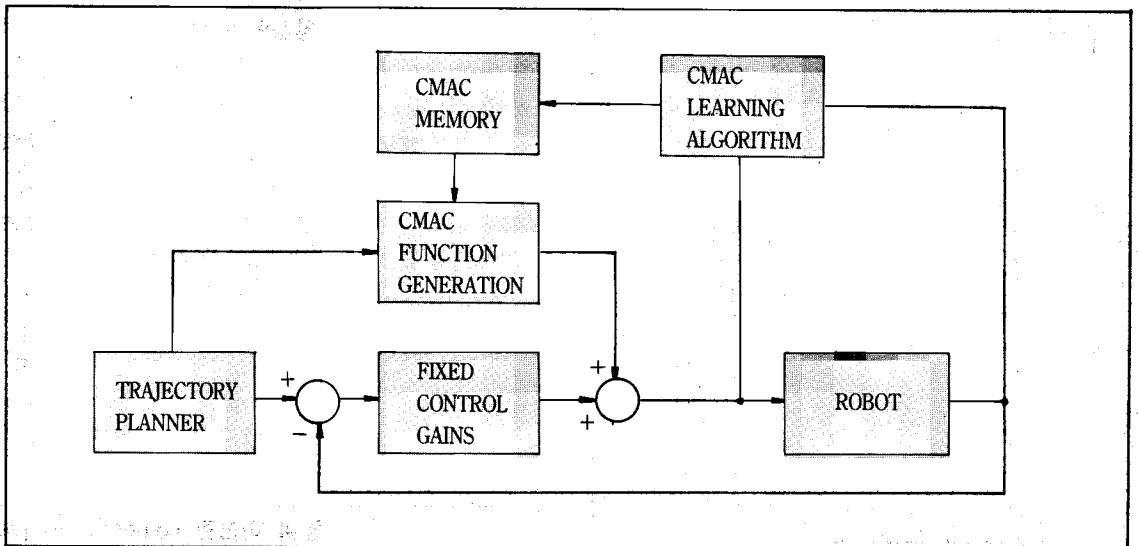 CMAC
MEMORY
CMAC
LEARNING
ALGORITHM
CMAC
FUNCTION
GENERATION
TRAJECTORY
PLANNER
+
−
FIXED
CONTROL
GAINS
+
+
ROBOT